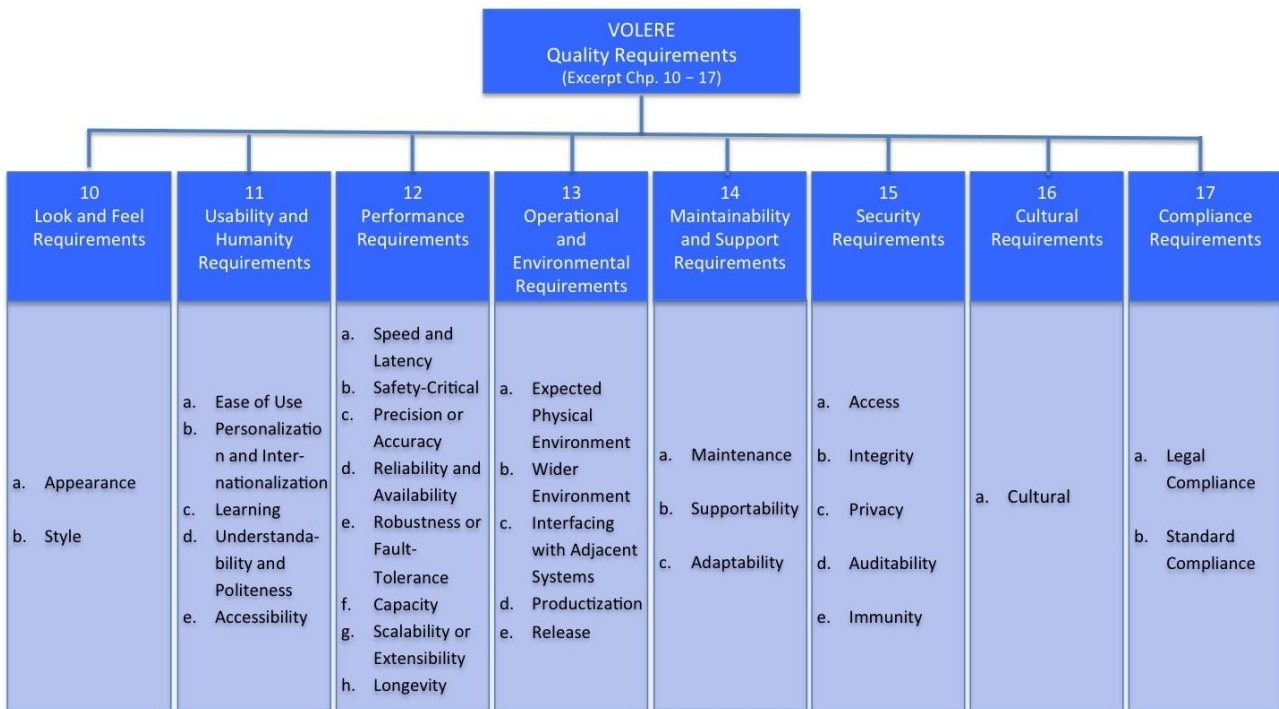 VOLERE
Quality Requirements
(Excerpt Chp. 10 – 17)
10
Look and Feel
Requirements
11
Usability and
Humanity
Requirements
12
Performance
Requirements
13
Operational
and
Environmental
Requirements
14
Maintainability
and Support
Requirements
15
Security
Requirements
16
Cultural
Requirements
17
Compliance
Requirements
a. Appearance
b. Style
a. Ease of Use
b. Personalizatio
n and Inter-
nationalization
c. Learning
d. Understanda-
bility and
Politeness
e. Accessibility
a. Speed and
Latency
b. Safety-Critical
c. Precision or
Accuracy
d. Reliability and
Availability
e. Robustness or
Fault-
Tolerance
f. Capacity
g. Scalability or
Extensibility
h. Longevity
a. Expected
Physical
Environment
b. Wider
Environment
c. Interfacing
with Adjacent
Systems
d. Productization
e. Release
a. Maintenance
b. Supportability
c. Adaptability
a. Access
b. Integrity
c. Privacy
d. Auditability
e. Immunity
a. Cultural
a. Legal
Compliance
b. Standard
Compliance